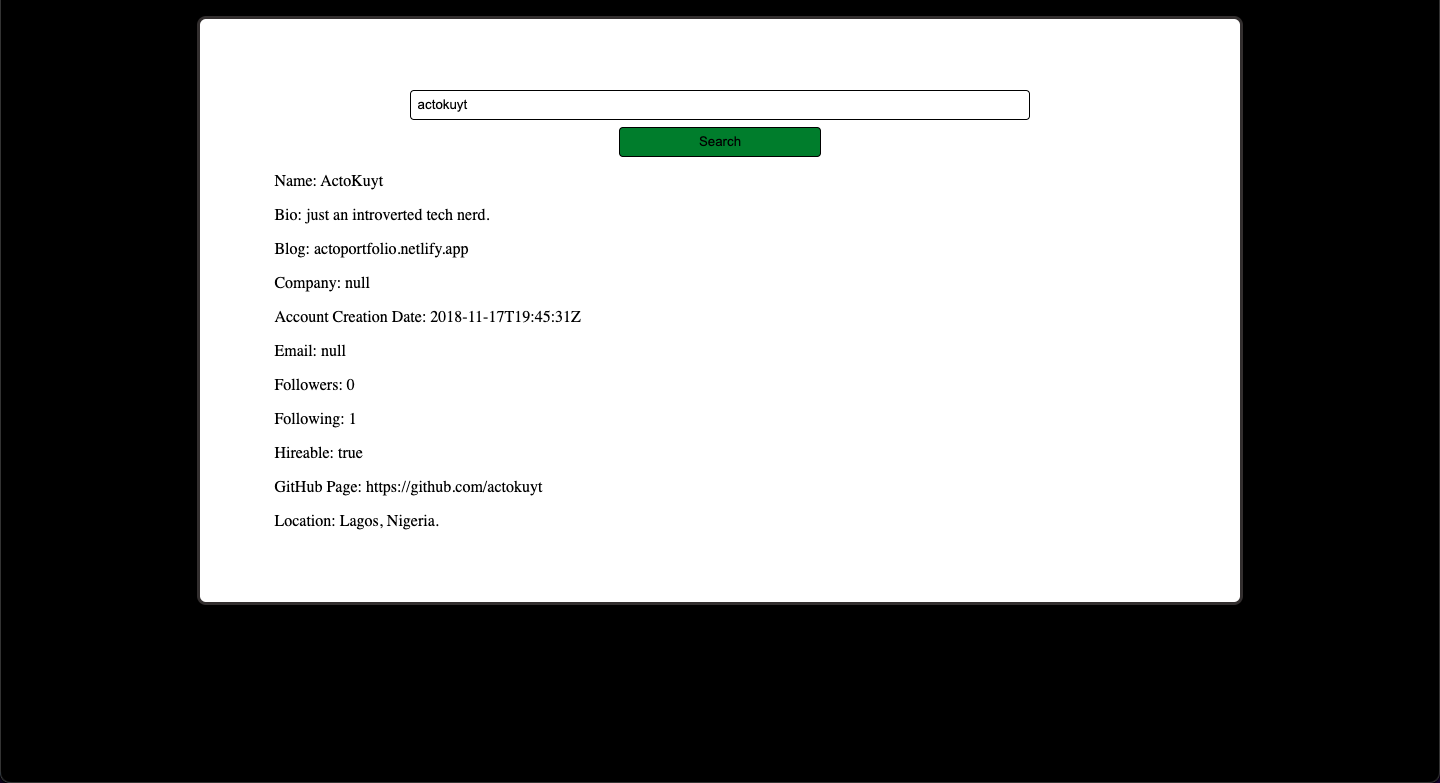 actokuyt
Search
Name: ActoKuyt
Bio: just an introverted tech nerd.
Blog: actoportfolio.netlify.app
Company: null
Account Creation Date: 2018-11-17T19:45:31Z
Email: null
Followers: 0
Following: 1
Hireable: true
GitHub Page: https://github.com/actokuyt
Location: Lagos, Nigeria.